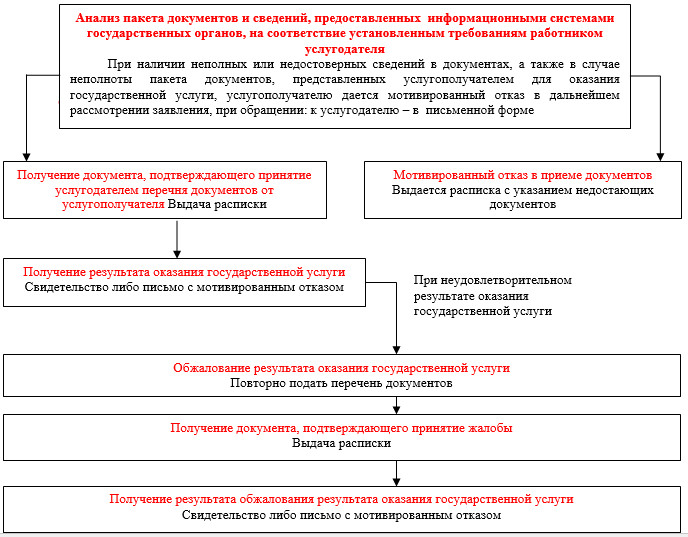 Анализ пакета документов и сведений, предоставленных информационными системами
государственных органов, на соответствие установленным требованиям работником
услугодателя
При наличии неполных или недостоверных сведений в документах, а также в случае
неполноты пакета документов, представленных услугополучателем для оказания
государственной услуги, услугополучателю дается мотивированный отказ в дальнейшем
рассмотрении заявления, при обращении: к услугодателю – в письменной форме
Получение документа, подтверждающего принятие
услугодателем перечня документов от
услугополучателя Выдача расписки
Мотивированный отказ в приеме документов
Выдается расписка с указанием недостающих
документов
Получение результата оказания государственной услуги
Свидетельство либо письмо с мотивированным отказом
При неудовлетворительном
результате оказания
государственной услуги
Обжалование результата оказания государственной услуги
Повторно подать перечень документов
Получение документа, подтверждающего принятие жалобы
Выдача расписки
Получение результата обжалования результата оказания государственной услуги
Свидетельство либо письмо с мотивированным отказом